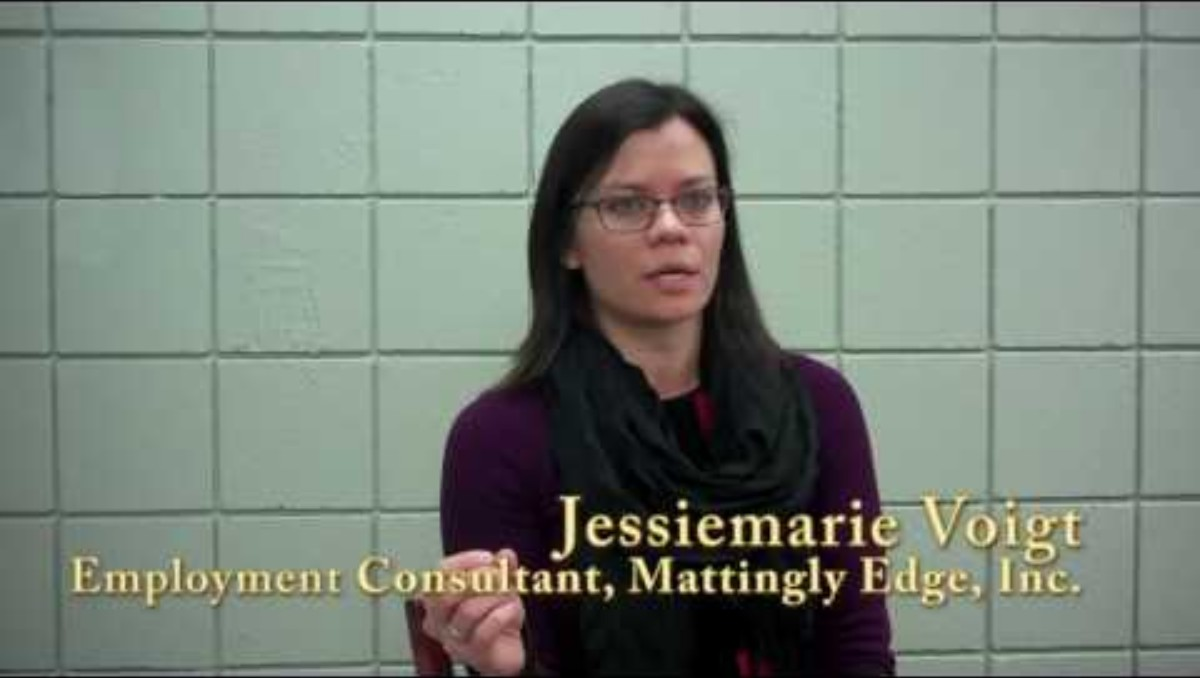 Jessiemarie Voigt
Employment Consultant, Mattingly Edge, Inc.